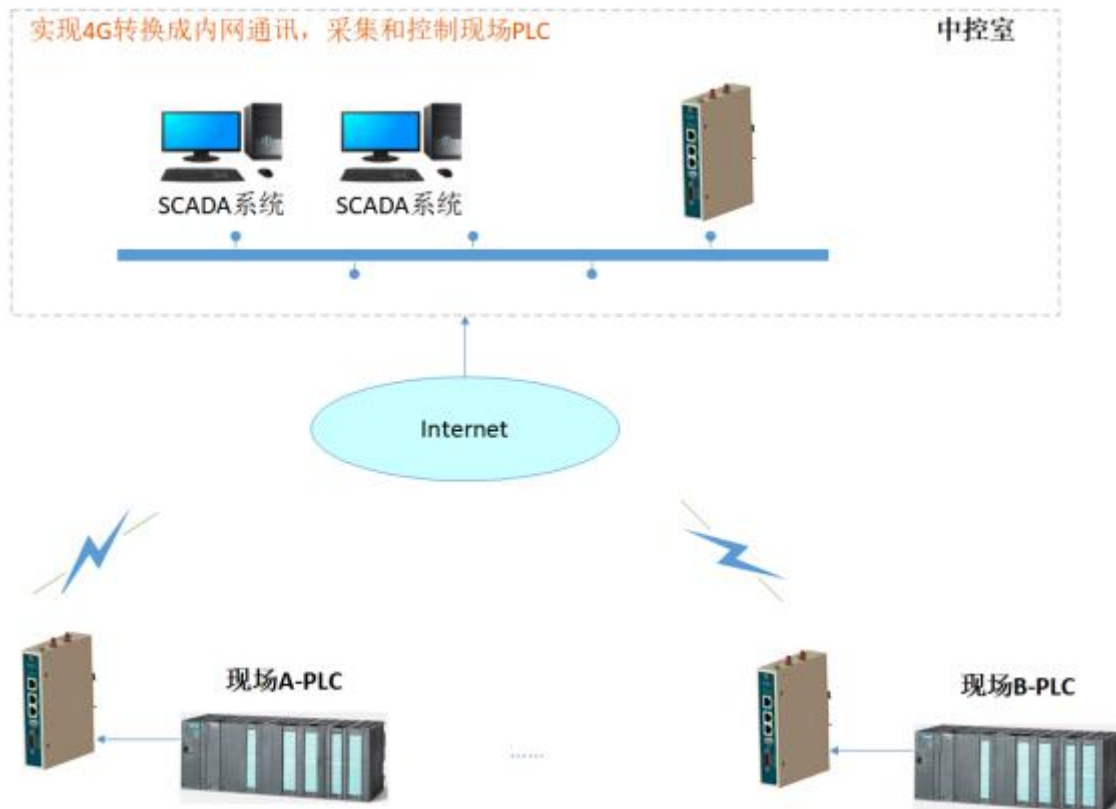 实现4G转换成内网通讯，采集和控制现场PLC
中控室
SCADA系统
SCADA系统
Internet
现场A-PLC
现场B-PLC
……